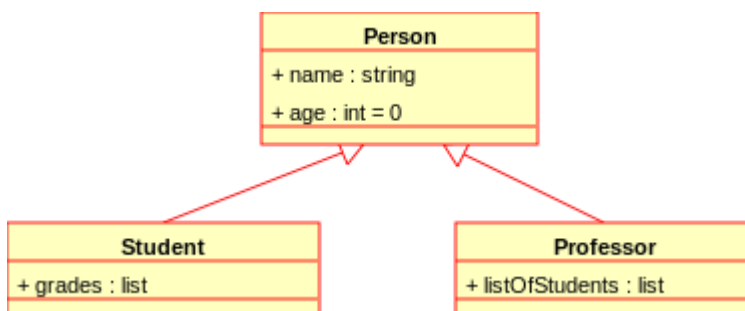 Person
+ name : string
+ age : int = 0
Student
+ grades : list
Professor
+ listOfStudents : list